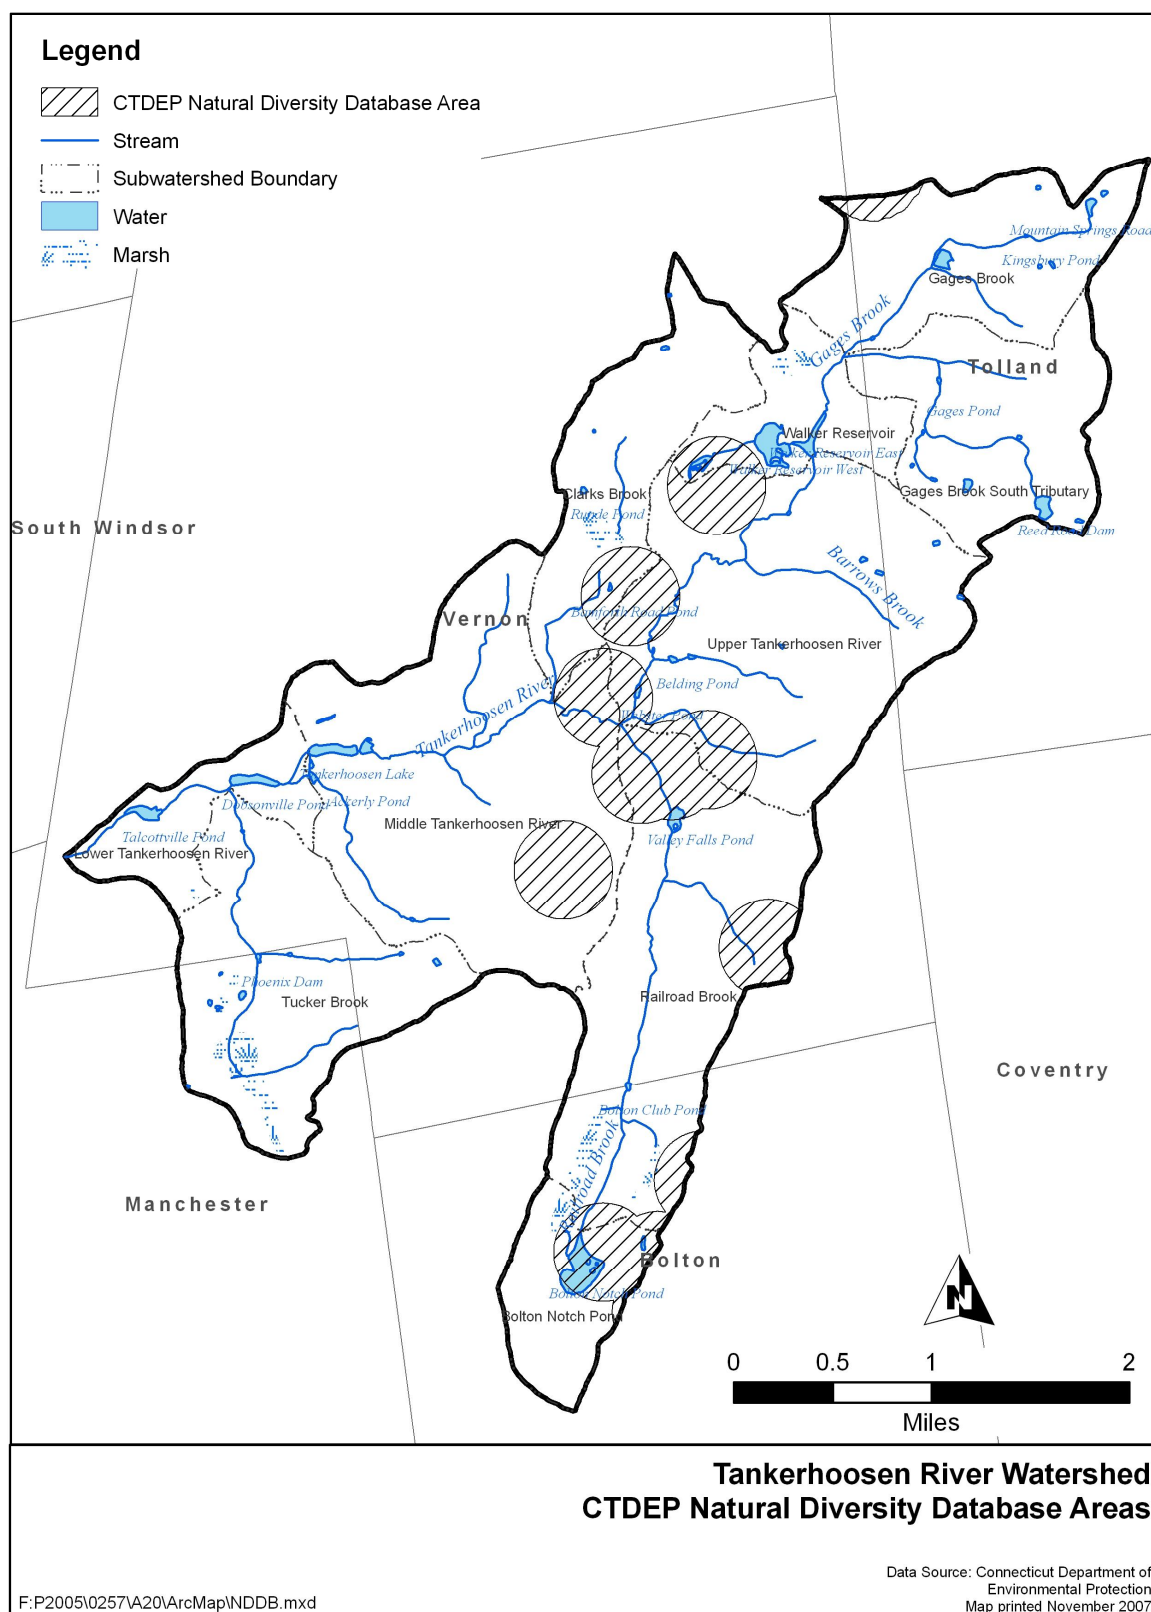 Legend
CTDEP Natural Diversity Database Area
Stream
Subwatershed Boundary
Water
Marsh
Mountain Springs Road
Kingsbury Pond
Gages Brook
Gages Brook
Tolland
Gages Pond
Walker Reservoir
Walker Reservoir East
Walker Reservoir West
Clarks Brook
Gages Brook South Tributary
Runde Pond
South Windsor
Reed Road Dam
Barrows Brook
Vernon
Bamforth Road Pond
Upper Tankerhoosen River
Belding Pond
Tankerhoosen River
Webster Pond
Tankerhoosen Lake
Dobsonville Pond
Ackerly Pond
Talcottville Pond
Middle Tankerhoosen River
Valley Falls Pond
Lower Tankerhoosen River
Phoenix Dam
Tucker Brook
Railroad Brook
Coventry
Bolton Club Pond
Railroad Brook
Manchester
Bolton
Bolton Notch Pond
Bolton Notch Pond
N
0 0.5 1 2
Miles
Tankerhoosen River Watershed
CTDEP Natural Diversity Database Areas
Data Source: Connecticut Department of
Environmental Protection
Map printed November 2007
F:P2005\0257\A20\ArcMap\NDDB.mxd